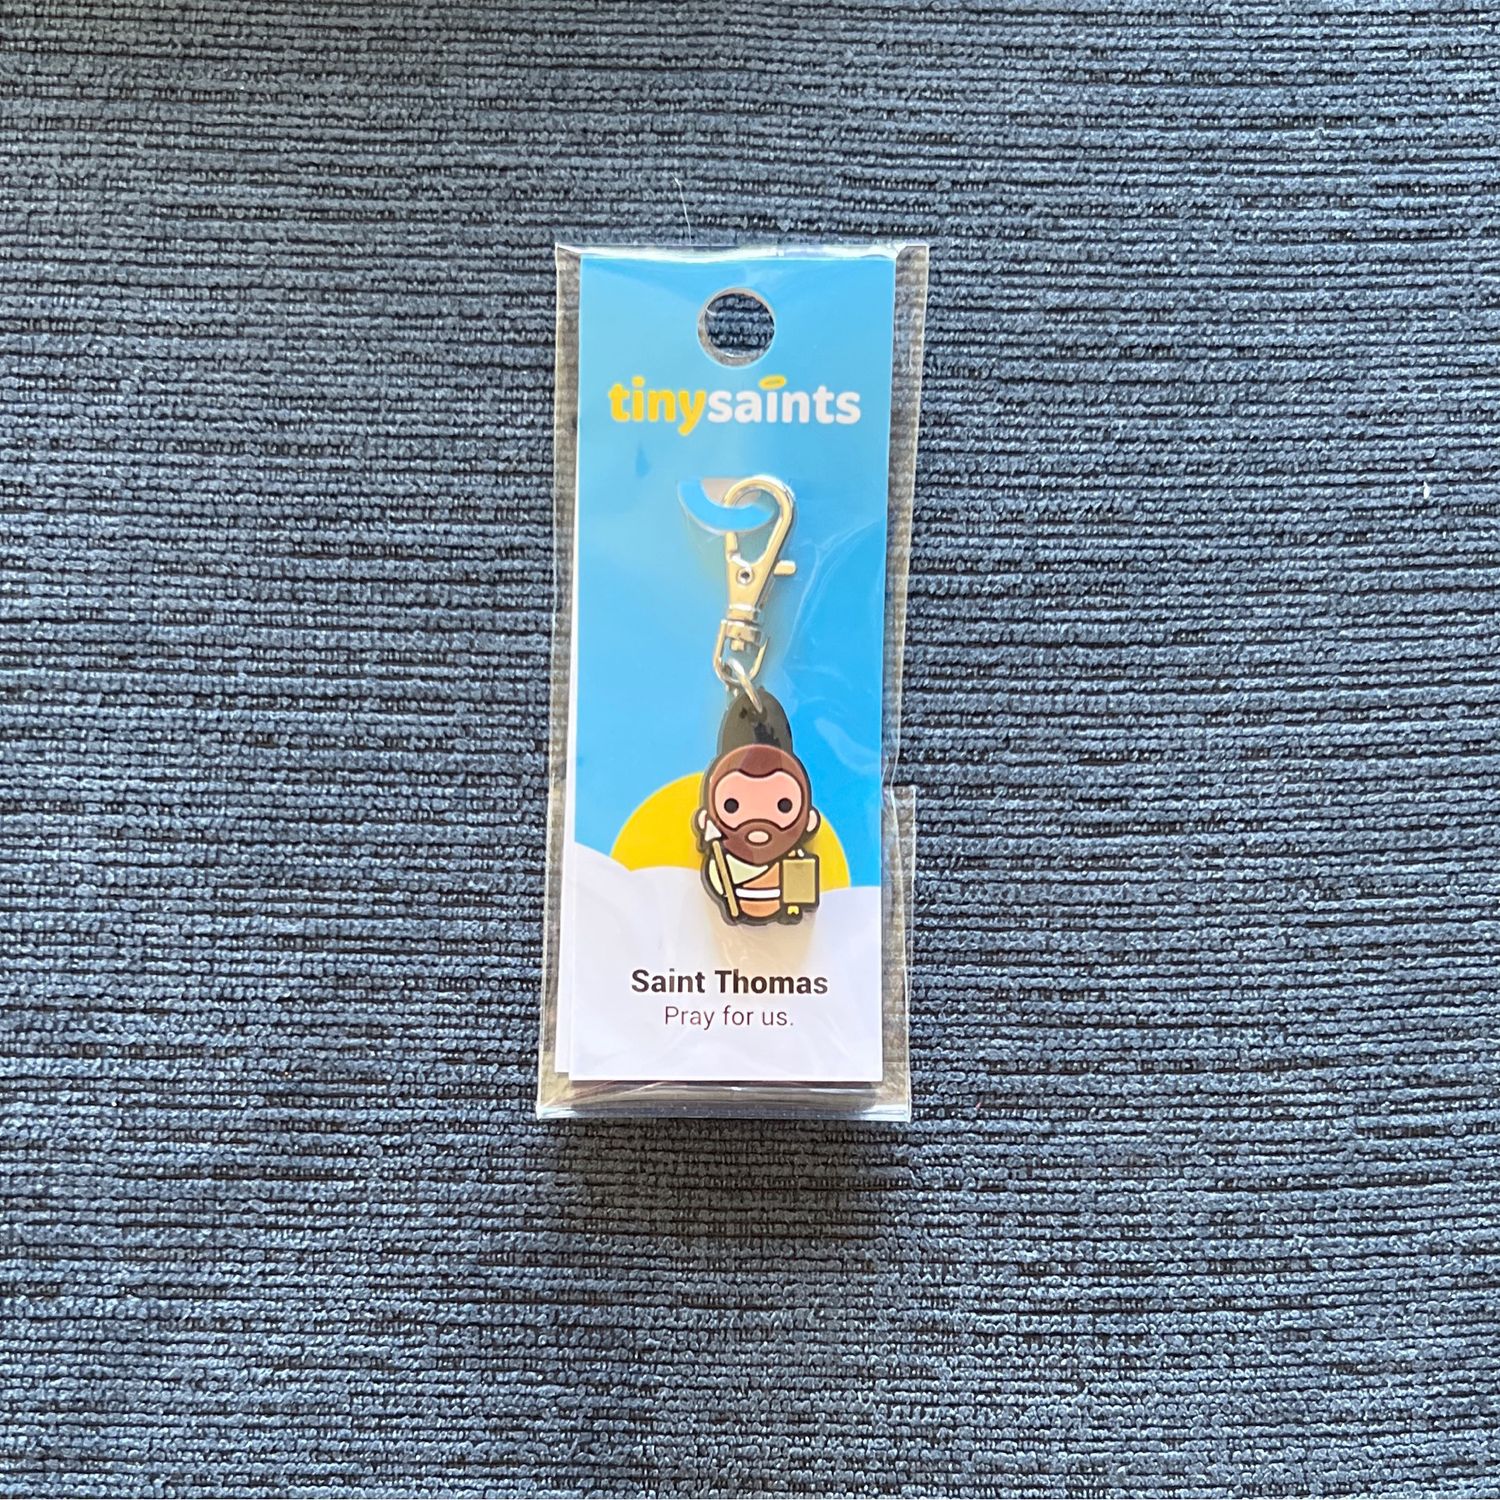 tinysaints
Saint Thomas
Pray for us.